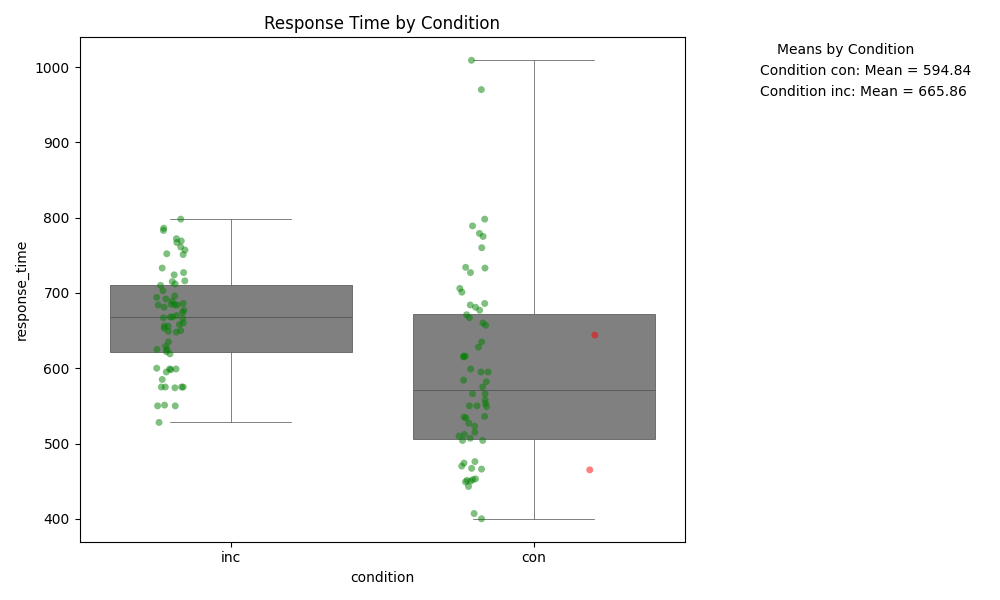 Response Time by Condition
Means by Condition
Condition con: Mean = 594.84
Condition inc: Mean = 665.86
response_time
1000
900
800
700
600
500
400
inc con
condition